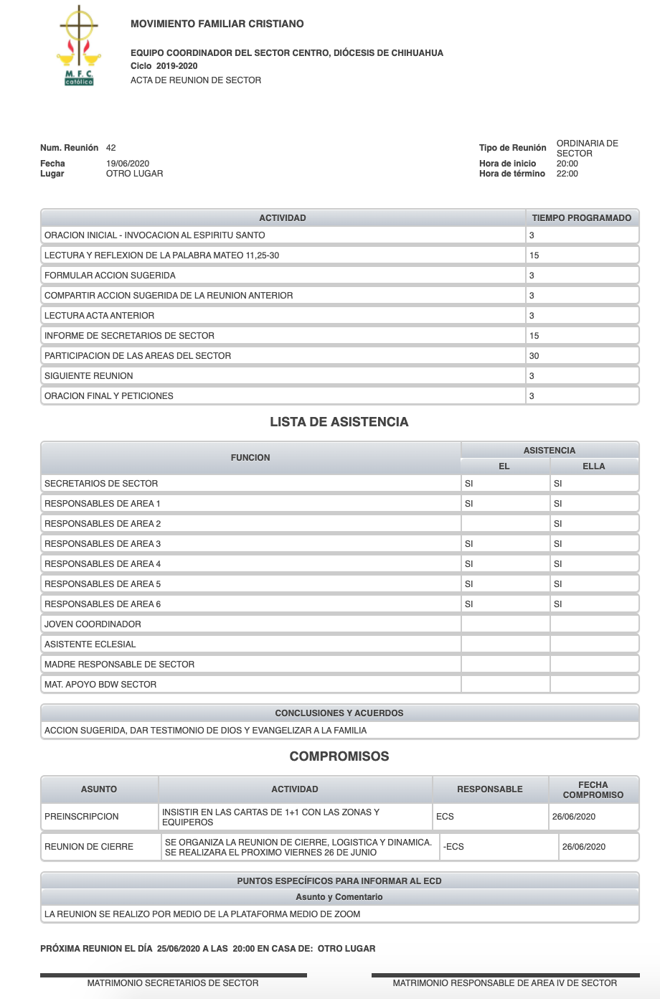 M. F. C.
católico
MOVIMIENTO FAMILIAR CRISTIANO
EQUIPO COORDINADOR DEL SECTOR CENTRO, DIÓCESIS DE CHIHUAHUA
Ciclo 2019-2020
ACTA DE REUNION DE SECTOR
Num. Reunión 42
Tipo de Reunión ORDINARIA DE
SECTOR
Fecha 19/06/2020
Hora de inicio 20:00
Lugar OTRO LUGAR
Hora de término 22:00
ACTIVIDAD TIEMPO PROGRAMADO
ORACION INICIAL - INVOCACION AL ESPIRITU SANTO 3
LECTURA Y REFLEXION DE LA PALABRA MATEO 11,25-30 15
FORMULAR ACCION SUGERIDA 3
COMPARTIR ACCION SUGERIDA DE LA REUNION ANTERIOR 3
LECTURA ACTA ANTERIOR 3
INFORME DE SECRETARIOS DE SECTOR 15
PARTICIPACION DE LAS AREAS DEL SECTOR 30
SIGUIENTE REUNION 3
ORACION FINAL Y PETICIONES 3
LISTA DE ASISTENCIA
FUNCION ASISTENCIA
EL ELLA
SECRETARIOS DE SECTOR SI SI
RESPONSABLES DE AREA 1 SI SI
RESPONSABLES DE AREA 2 SI
RESPONSABLES DE AREA 3 SI SI
RESPONSABLES DE AREA 4 SI SI
RESPONSABLES DE AREA 5 SI SI
RESPONSABLES DE AREA 6 SI SI
JOVEN COORDINADOR
ASISTENTE ECLESIAL
MADRE RESPONSABLE DE SECTOR
MAT. APOYO BDW SECTOR
CONCLUSIONES Y ACUERDOS
ACCION SUGERIDA, DAR TESTIMONIO DE DIOS Y EVANGELIZAR A LA FAMILIA
COMPROMISOS
ASUNTO ACTIVIDAD RESPONSABLE FECHA
COMPROMISO
PREINSCRIPCION INSISTIR EN LAS CARTAS DE 1+1 CON LAS ZONAS Y
EQUIPEROS ECS 26/06/2020
REUNION DE CIERRE SE ORGANIZA LA REUNION DE CIERRE, LOGISTICA Y DINAMICA.
SE REALIZARA EL PROXIMO VIERNES 26 DE JUNIO -ECS 26/06/2020
PUNTOS ESPECÍFICOS PARA INFORMAR AL ECD
Asunto y Comentario
LA REUNION SE REALIZO POR MEDIO DE LA PLATAFORMA MEDIO DE ZOOM
PRÓXIMA REUNION EL DÍA 25/06/2020 A LAS 20:00 EN CASA DE: OTRO LUGAR
MATRIMONIO SECRETARIOS DE SECTOR
MATRIMONIO RESPONSABLE DE AREA IV DE SECTOR